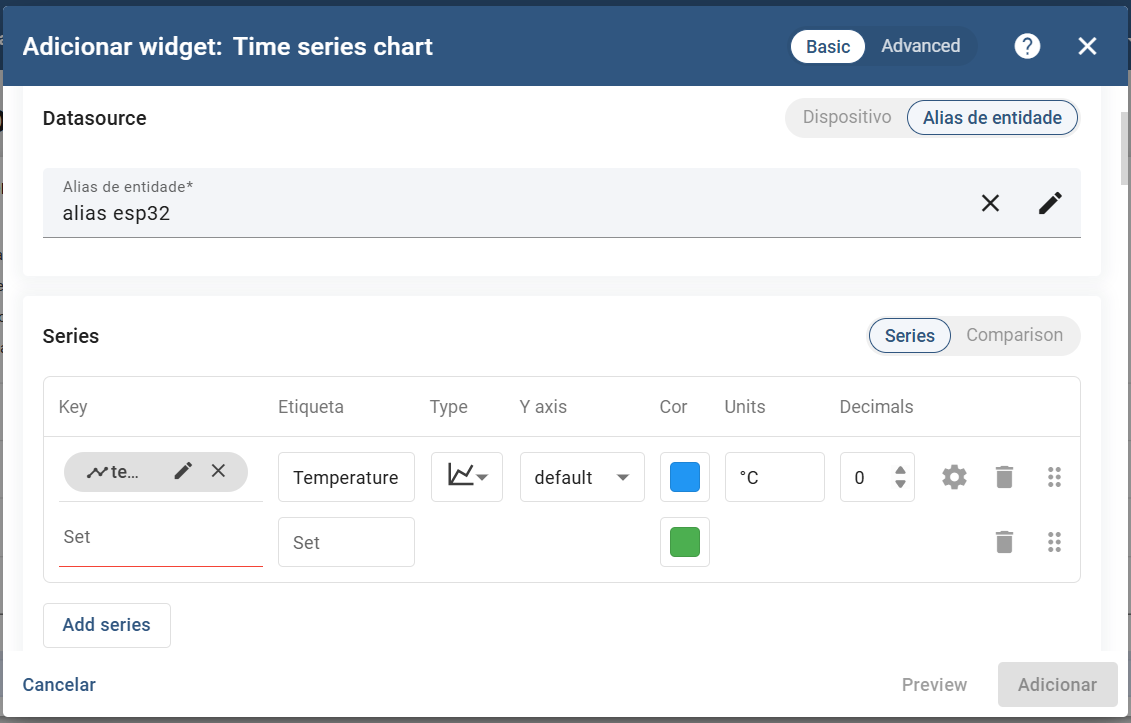 Adicionar widget: Time series chart
Basic Advanced ?
Datasource
Dispositivo Alias de entidade
Alias de entidade*
alias esp32
Series
Series Comparison
Key Etiqueta Type Y axis Cor Units Decimals
te... Temperature default °C 0
Set Set
Add series
Cancelar Preview Adicionar